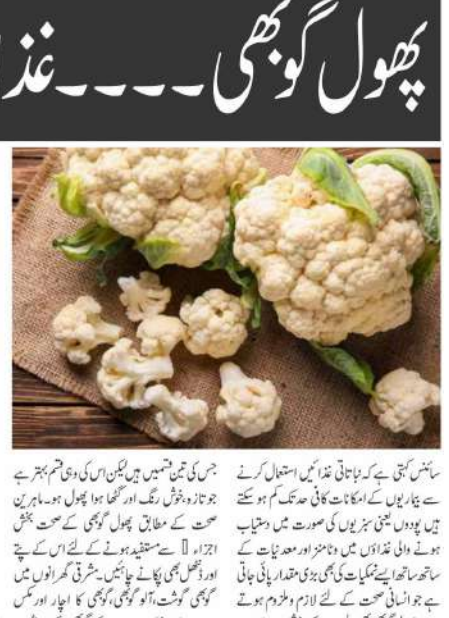 پھول گوبھی ۔۔۔۔غذ
سائنس کہتی ہے کہ نباتاتی غذائیں استعمال کرنے
سے بیماریوں کے امکانات کافی حد تک کم ہو سکتے
ہیں پودوں یعنی سبزیوں کی صورت میں دستیاب
ہونے والی غذاؤں میں وٹامنز اور معدنیات کے
ساتھ ساتھ ایسے نمکیات کی بھی بڑی مقدار پائی جاتی
ہے جو انسانی صحت کے لئے لازم و ملزوم ہوتے
جس کی تین قسمیں ہیں لیکن اس کی وہی قسم بہتر ہے
جو تازہ، خوش رنگ اور گٹھا ہوا پھول ہو۔ ماہرین
صحت کے مطابق پھول گوبھی کے صحت بخش
اجزاء سے مستفید ہونے کے لئے اس کے پتے
اور ڈنٹھل بھی پکانے چاہئیں۔ مشرقی گھرانوں میں
گوبھی گوشت، آلو گوبھی، گوبھی کا اچار اور مکس